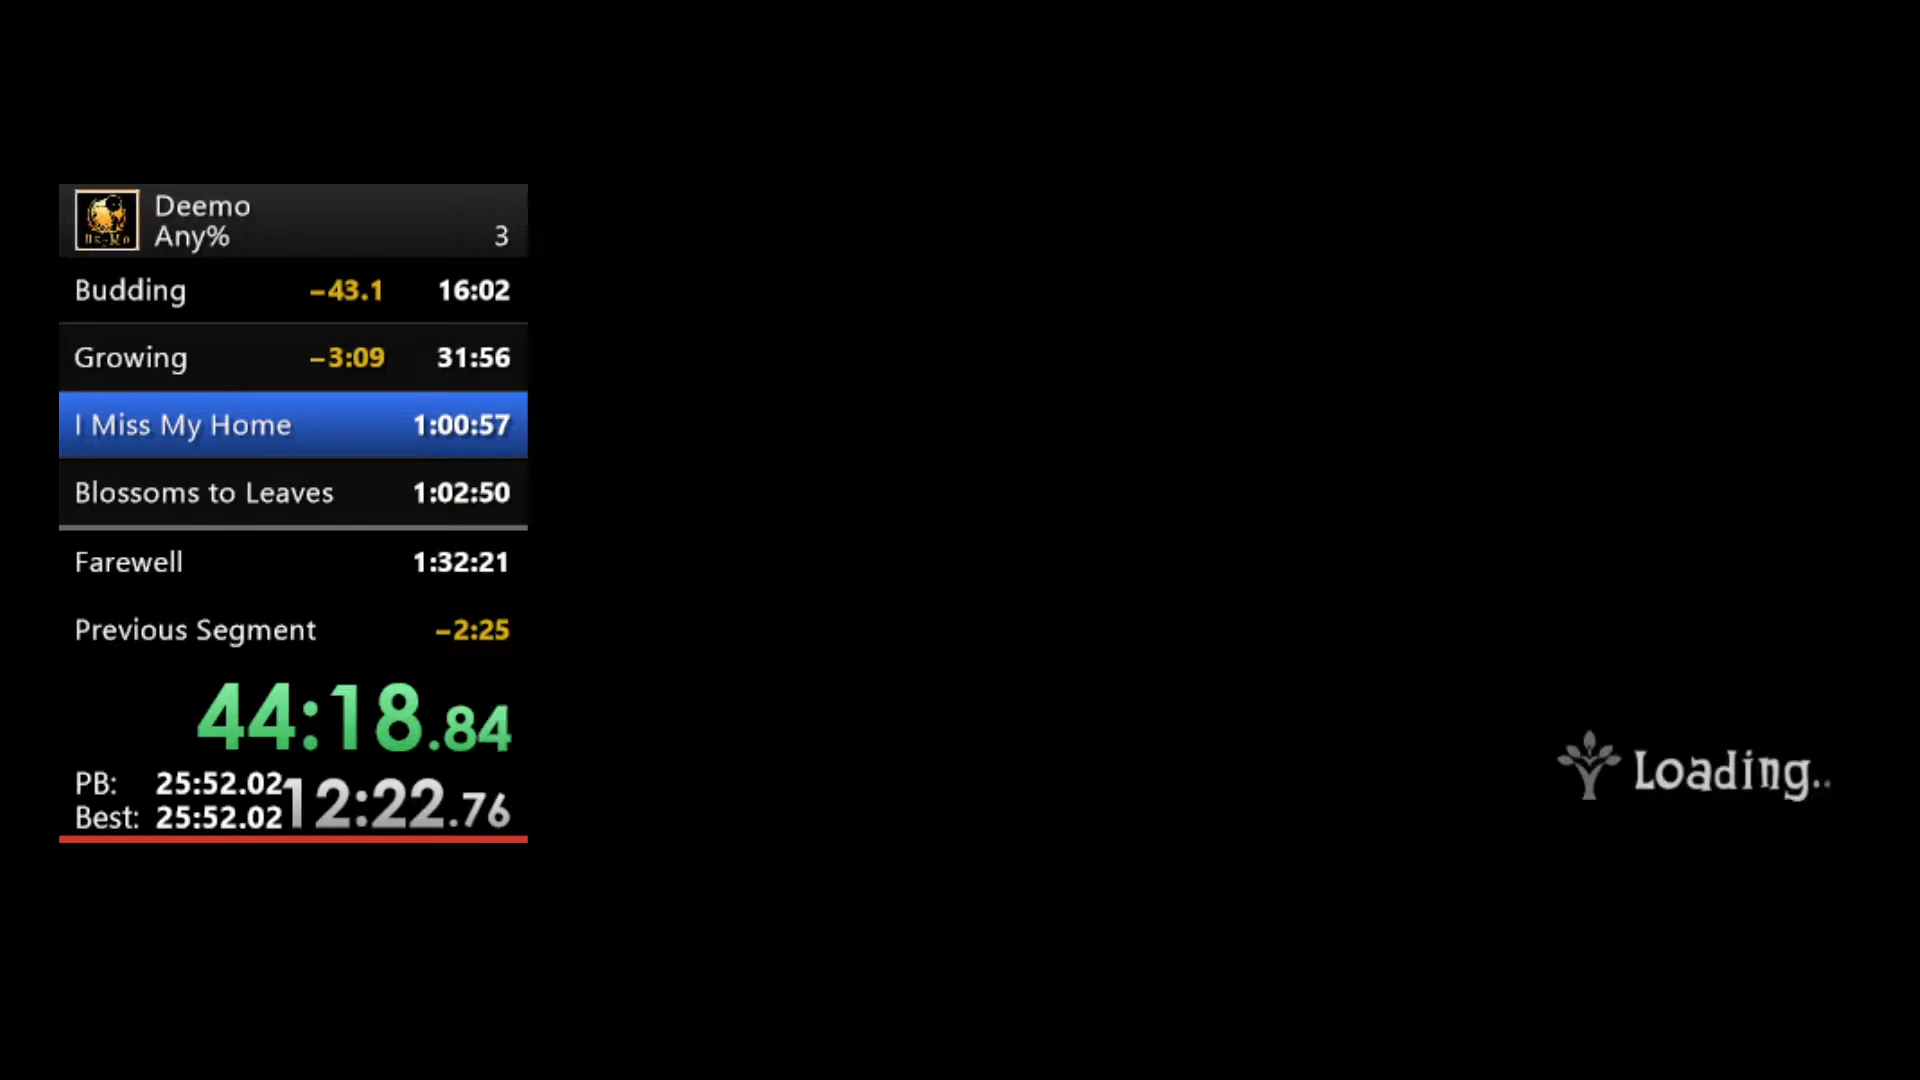 Deemo
Any% 3
Budding −43.1 16:02
Growing −3:09 31:56
I Miss My Home 1:00:57
Blossoms to Leaves 1:02:50
Farewell 1:32:21
Previous Segment −2:25
44:18.84
PB: 25:52.02
Best: 25:52.02
12:22.76
Loading..